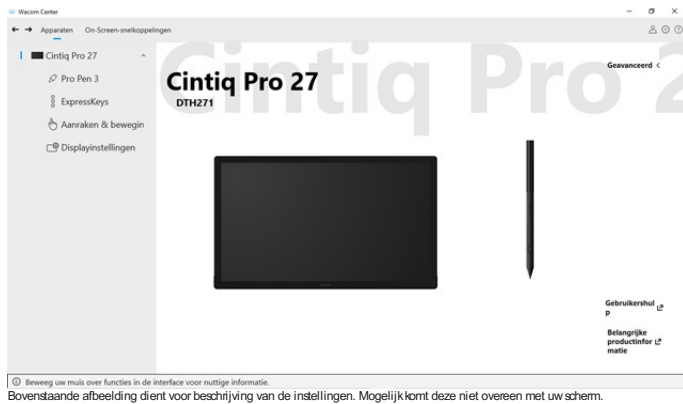 Wacom Center
Apparaten On-Screen-snelkoppelingen
Cintiq Pro 27
Pro Pen 3
ExpressKeys
Aanraken & bewegin
Displayinstellingen
Cintiq Pro 2
Cintiq Pro 27
DTH271
Geavanceerd
Gebruikershul
p
Belangrijke
productinfor
matie
Beweeg uw muis over functies in de interface voor nuttige informatie.
Bovenstaande afbeelding dient voor beschrijving van de instellingen. Mogelijk komt deze niet overeen met uw scherm.